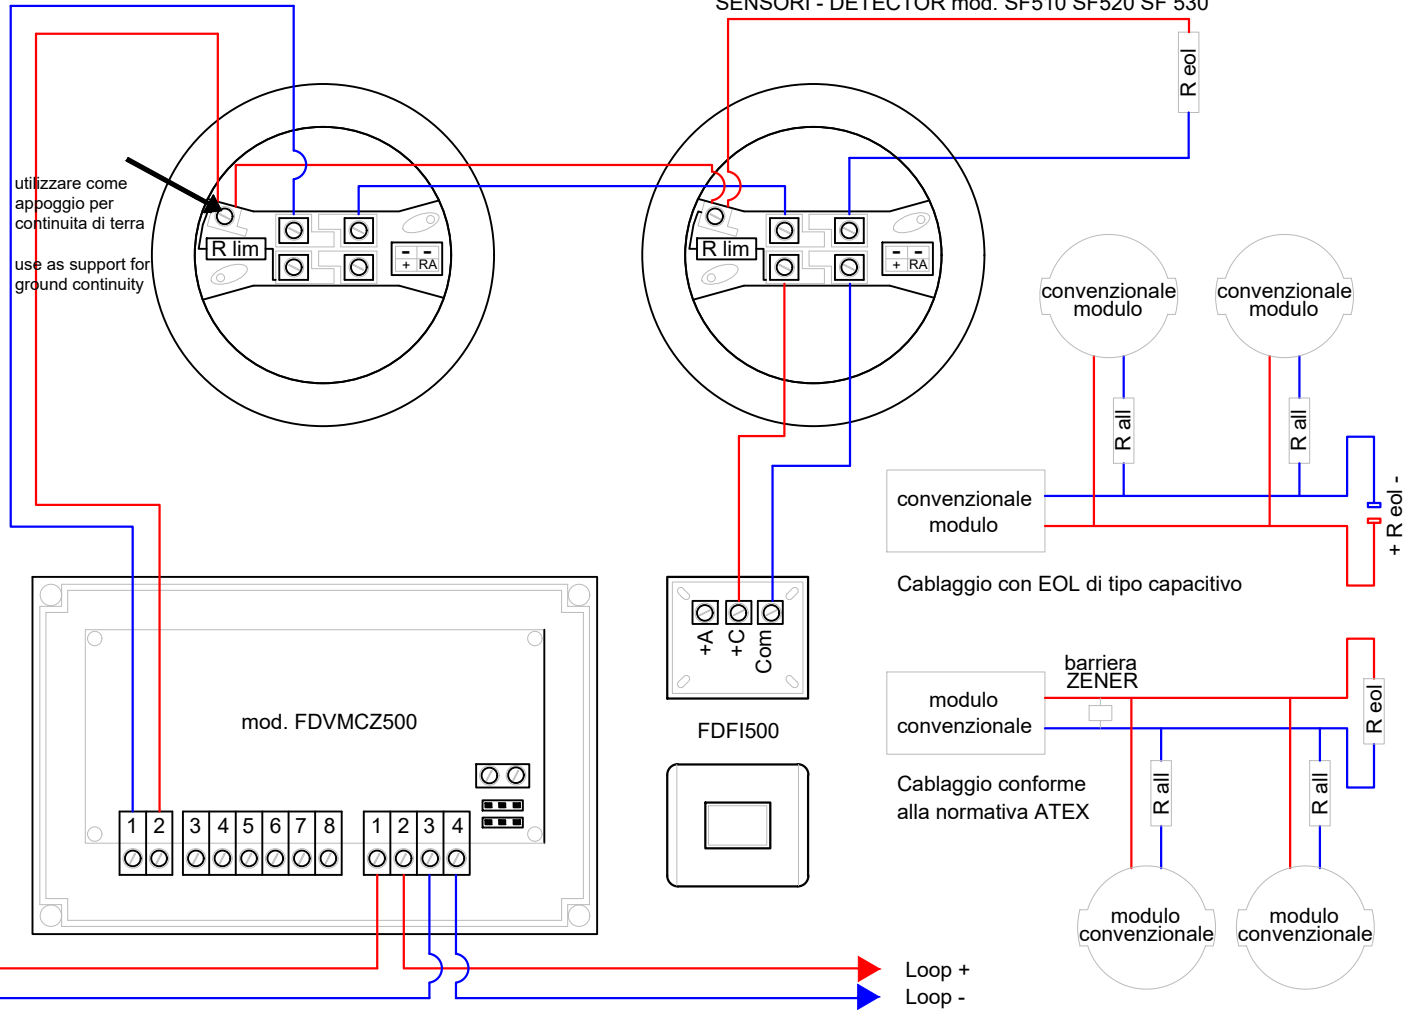 SENSORI - DETECTOR mod. SF510 SF520 SF 530
R eol
utilizzare come
appoggio per
continuita di terra
use as support for
ground continuity
R lim
- -
+ RA
R lim
- -
+ RA
convenzionale
modulo
convenzionale
modulo
R all
R all
convenzionale
modulo
+ R eol -
Cablaggio con EOL di tipo capacitivo
+A
+C
Com
FDFI500
mod. FDVMCZ500
1 2 3 4 5 6 7 8 1 2 3 4
barriera
ZENER
modulo
convenzionale
R eol
Cablaggio conforme
alla normativa ATEX
R all
R all
modulo
convenzionale
modulo
convenzionale
Loop +
Loop -